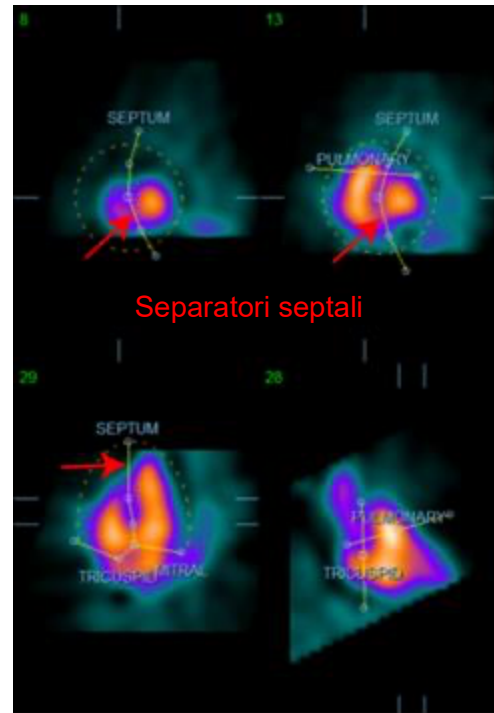 8
13
SEPTUM
SEPTUM
PULMONARY
Separatori septali
29
28
SEPTUM
PULMONARY
TRICUSPID
MITRAL
TRICUSPID